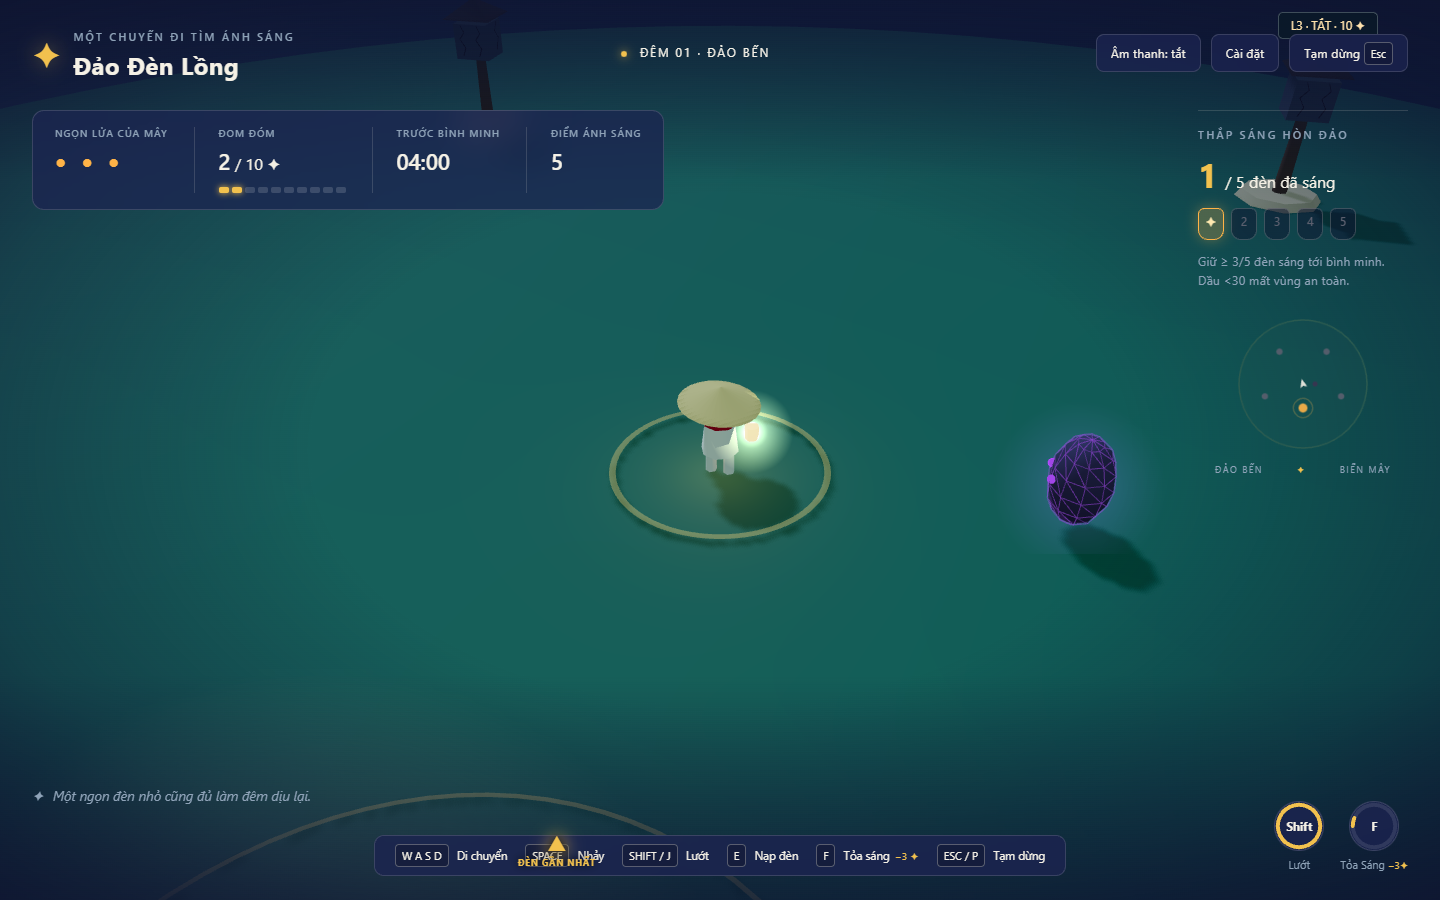 MỘT CHUYẾN ĐI TÌM ÁNH SÁNG
Đảo Đèn Lồng
ĐÊM 01 · ĐẢO BẾN
L3 · TẮT · 10 ✦
Âm thanh: tắt
Cài đặt
Tạm dừng Esc
NGỌN LỬA CỦA MÂY
ĐOM ĐÓM
2 / 10 ✦
TRƯỚC BÌNH MINH
04:00
ĐIỂM ÁNH SÁNG
5
THẮP SÁNG HÒN ĐẢO
1 / 5 đèn đã sáng
✦ 2 3 4 5
Giữ ≥ 3/5 đèn sáng tới bình minh.
Dầu <30 mất vùng an toàn.
ĐẢO BẾN ✦ BIỂN MÂY
✦ Một ngọn đèn nhỏ cũng đủ làm đêm dịu lại.
W A S D Di chuyển SPACE Nhảy SHIFT / J Lướt E Nạp đèn F Tỏa sáng −3 ✦ ESC / P Tạm dừng
ĐÈN GẦN NHẤT
Shift
Lướt
F
Tỏa Sáng −3✦